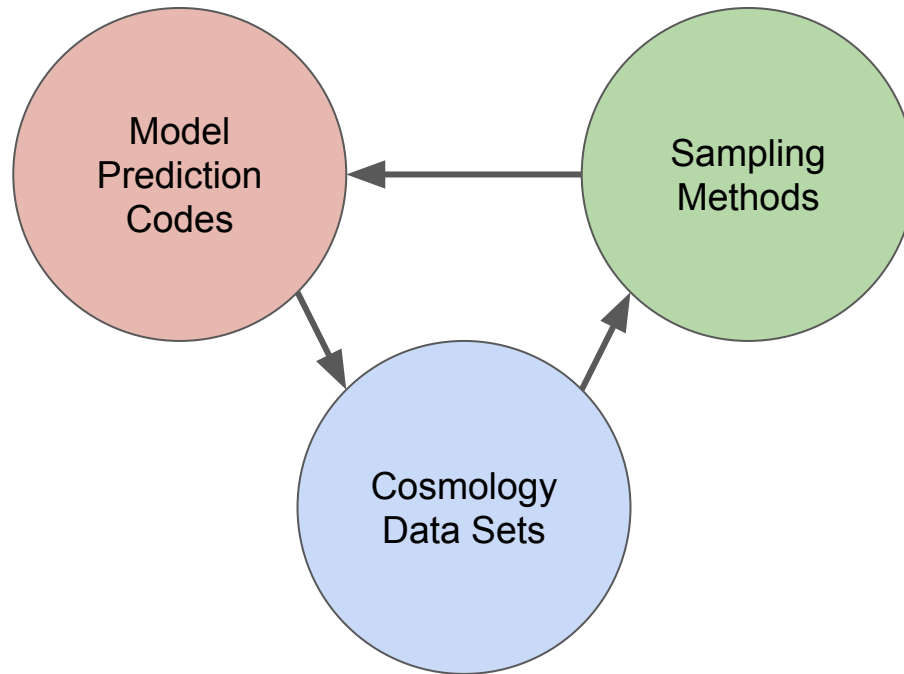 Model
Prediction
Codes
Sampling
Methods
Cosmology
Data Sets